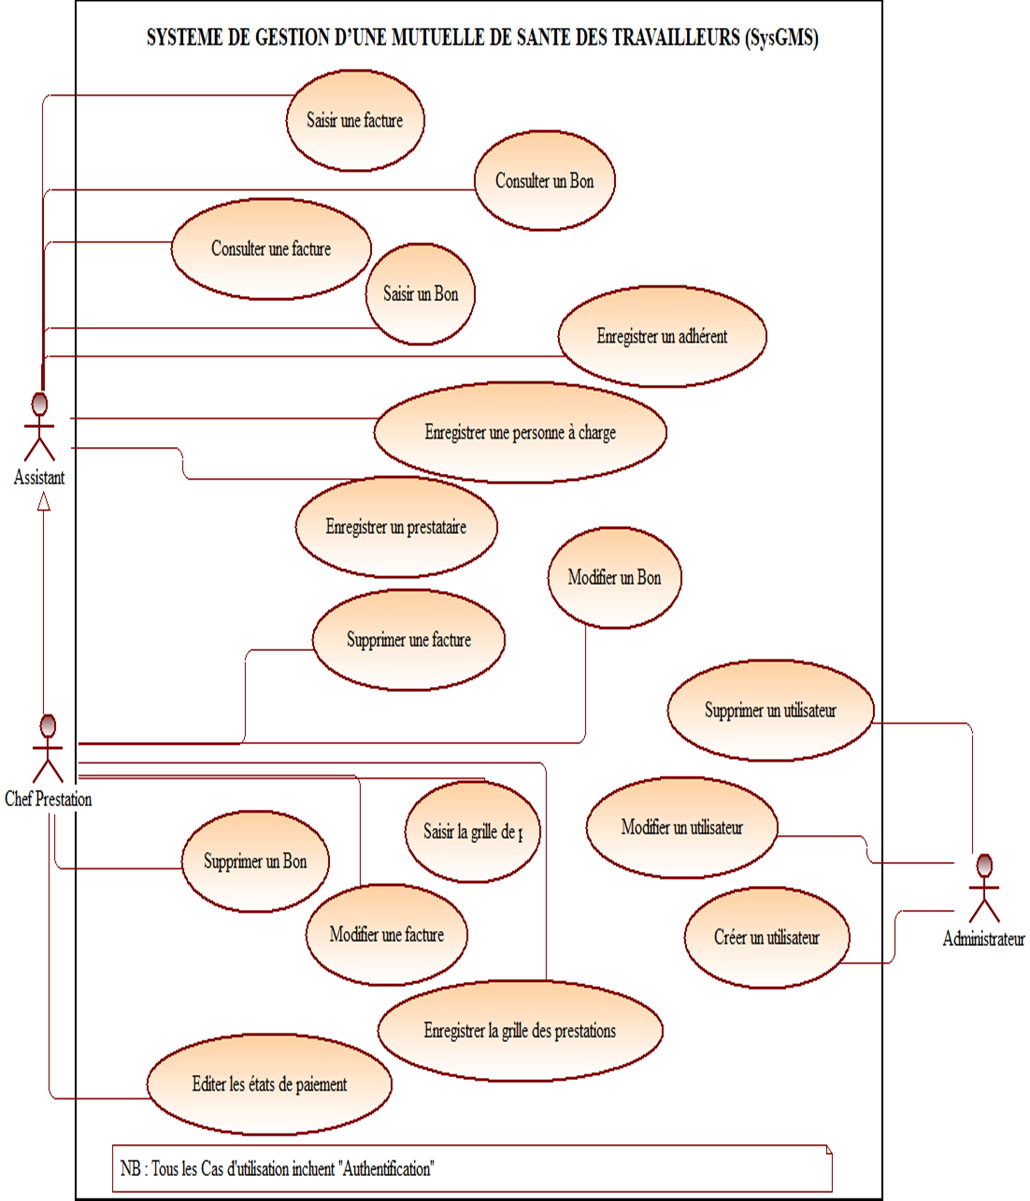 SYSTEME DE GESTION D'UNE MUTUELLE DE SANTE DES TRAVAILLEURS (SysGMS)
Saisir une facture
Consulter un Bon
Consulter une facture
Saisir un Bon
Enregistrer un adhérent
Enregistrer une personne à charge
Assistant
Enregistrer un prestataire
Modifier un Bon
Supprimer une facture
Supprimer un utilisateur
Chef Prestation
Saisir la grille de
Modifier un utilisateur
Supprimer un Bon
Modifier une facture
Créer un utilisateur
Administrateur
Enregistrer la grille des prestations
Editer les états de paiement
NB : Tous les Cas d'utilisation incluent "Authentification"